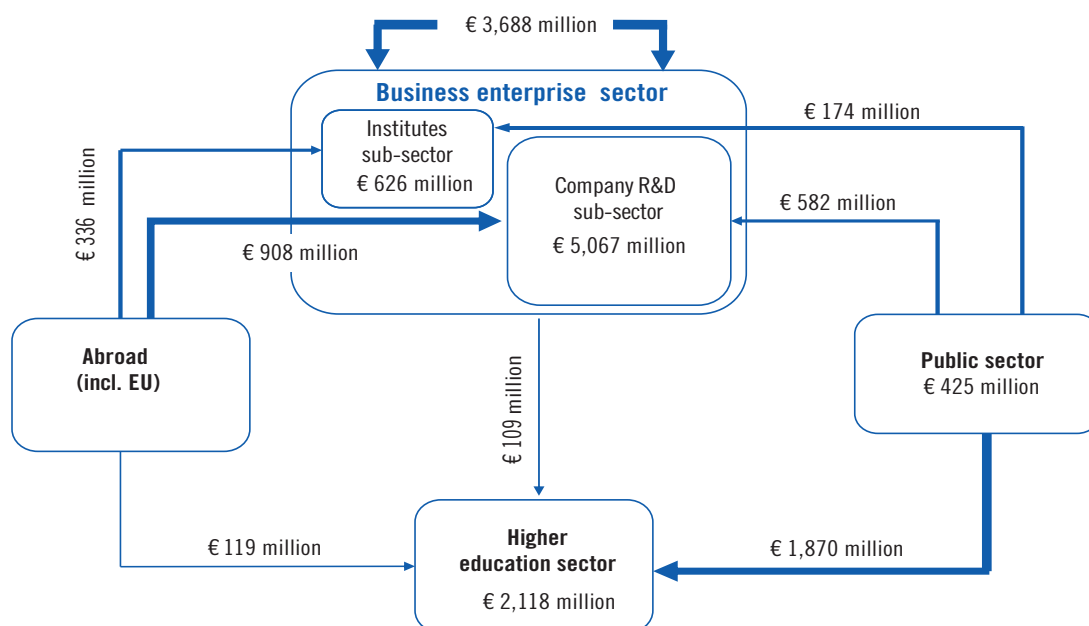 € 3,688 million
Business enterprise sector
Institutes
sub-sector
€ 626 million
€ 174 million
Company R&D
sub-sector
€ 5,067 million
€ 582 million
€ 336 million
€ 908 million
Abroad
(incl. EU)
Public sector
€ 425 million
€ 109 million
Higher
education sector
€ 2,118 million
€ 119 million
€ 1,870 million